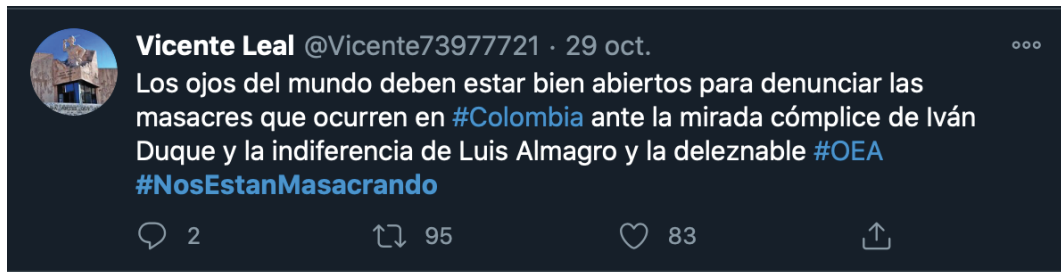 Vicente Leal @Vicente73977721 · 29 oct.
Los ojos del mundo deben estar bien abiertos para denunciar las
masacres que ocurren en #Colombia ante la mirada cómplice de Iván
Duque y la indiferencia de Luis Almagro y la deleznable #OEA
#NosEstanMasacrando
2 95 83